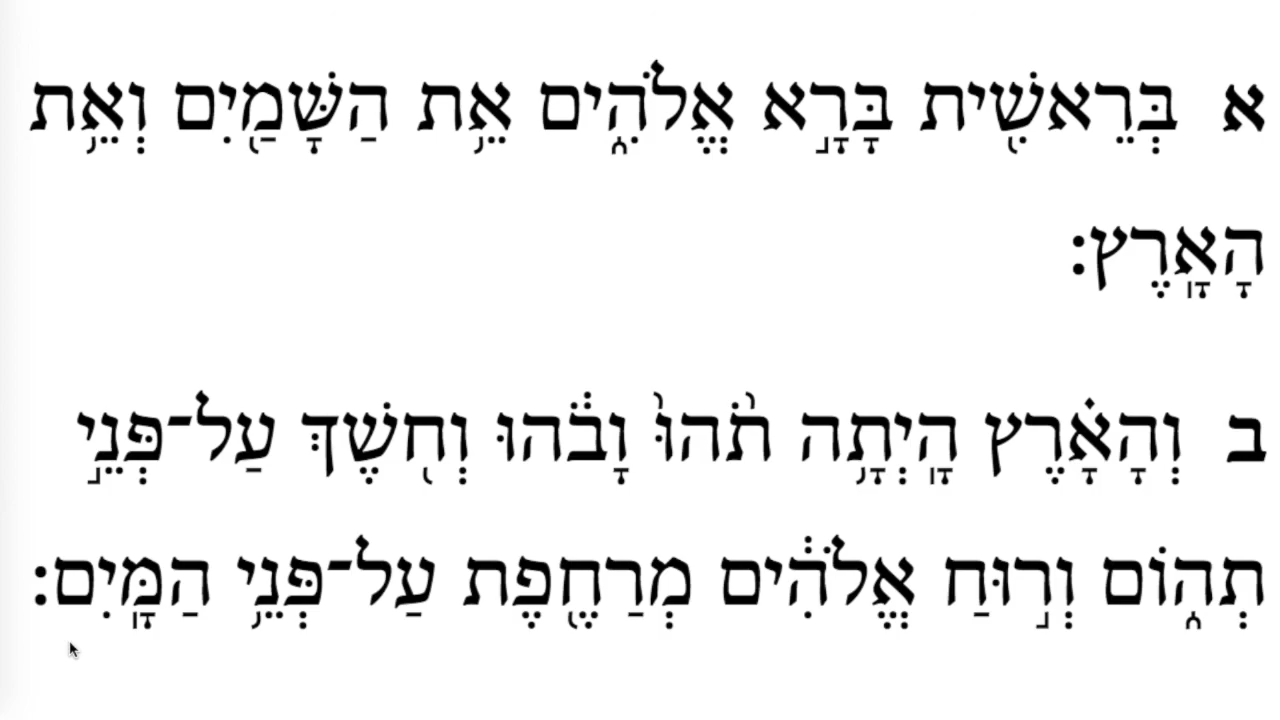 א בְּרֵאשִׁ֖ית בָּרָ֣א אֱלֹהִ֑ים אֵ֥ת הַשָּׁמַ֖יִם וְאֵ֥ת
הָאָֽרֶץ׃
ב וְהָאָ֗רֶץ הָֽיְתָ֥ה תֹ֙הוּ֙ וָבֹ֔הוּ וְחֹ֖שֶׁךְ עַל־פְּנֵ֣י
תְה֑וֹם וְר֣וּחַ אֱלֹהִ֔ים מְרַחֶ֖פֶת עַל־פְּנֵ֥י הַמָּֽיִם׃